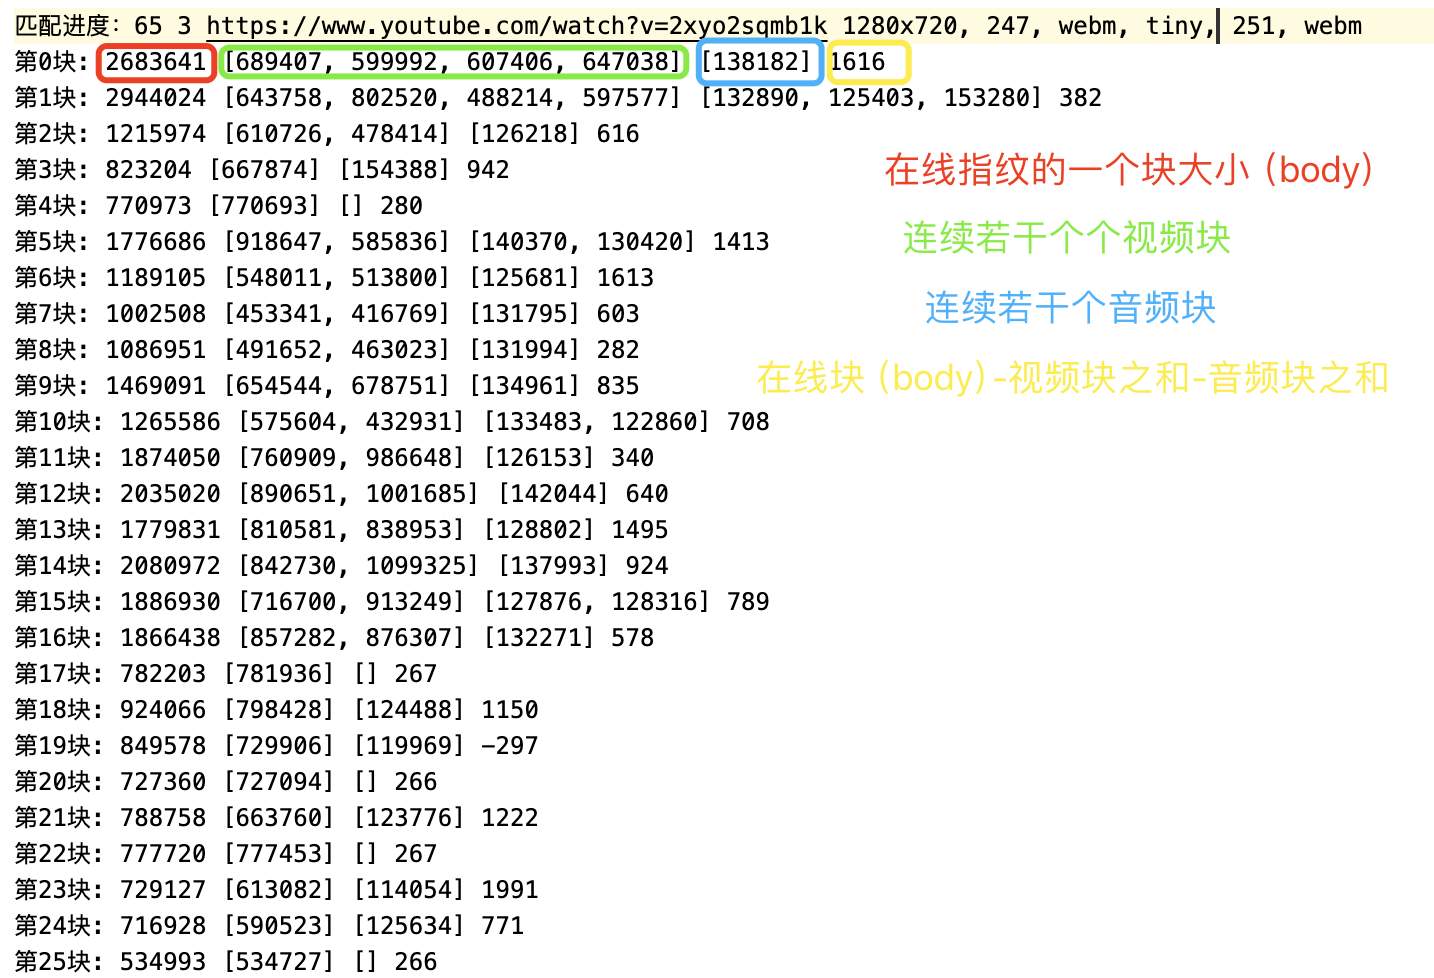 匹配进度: 65 3 https://www.youtube.com/watch?v=2xyo2sqmb1k 1280x720, 247, webm, tiny, 251, webm
第0块: 2683641 [689407, 599992, 607406, 647038] [138182] 1616
第1块: 2944024 [643758, 802520, 488214, 597577] [132890, 125403, 153280] 382
第2块: 1215974 [610726, 478414] [126218] 616
第3块: 823204 [667874] [154388] 942
在线指纹的一个块大小（body）
第4块: 770973 [770693] [] 280
第5块: 1776686 [918647, 585836] [140370, 130420] 1413
连续若干个个视频块
第6块: 1189105 [548011, 513800] [125681] 1613
第7块: 1002508 [453341, 416769] [131795] 603
连续若干个音频块
第8块: 1086951 [491652, 463023] [131994] 282
第9块: 1469091 [654544, 678751] [134961] 835
在线块（body）-视频块之和-音频块之和
第10块: 1265586 [575604, 432931] [133483, 122860] 708
第11块: 1874050 [760909, 986648] [126153] 340
第12块: 2035020 [890651, 1001685] [142044] 640
第13块: 1779831 [810581, 838953] [128802] 1495
第14块: 2080972 [842730, 1099325] [137993] 924
第15块: 1886930 [716700, 913249] [127876, 128316] 789
第16块: 1866438 [857282, 876307] [132271] 578
第17块: 782203 [781936] [] 267
第18块: 924066 [798428] [124488] 1150
第19块: 849578 [729906] [119969] -297
第20块: 727360 [727094] [] 266
第21块: 788758 [663760] [123776] 1222
第22块: 777720 [777453] [] 267
第23块: 729127 [613082] [114054] 1991
第24块: 716928 [590523] [125634] 771
第25块: 534993 [534727] [] 266